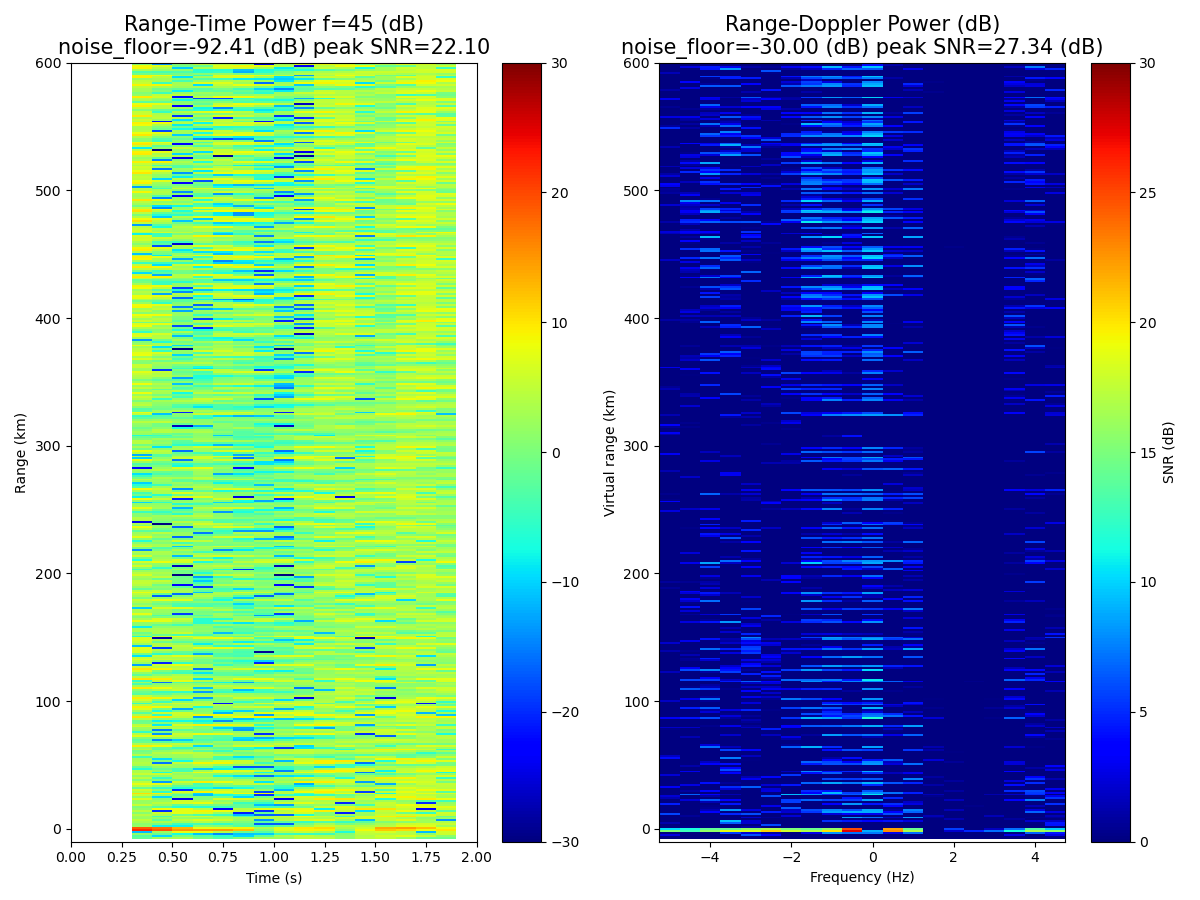 Range-Time Power f=45 (dB)
noise_floor=-92.41 (dB) peak SNR=22.10
600
500
400
300
200
100
0
Range (km)
0.00 0.25 0.50 0.75 1.00 1.25 1.50 1.75 2.00
Time (s)
30
20
10
0
−10
−20
−30
Range-Doppler Power (dB)
noise_floor=-30.00 (dB) peak SNR=27.34 (dB)
600
500
400
300
200
100
0
Virtual range (km)
−4 −2 0 2 4
Frequency (Hz)
30
25
20
15
10
5
0
SNR (dB)